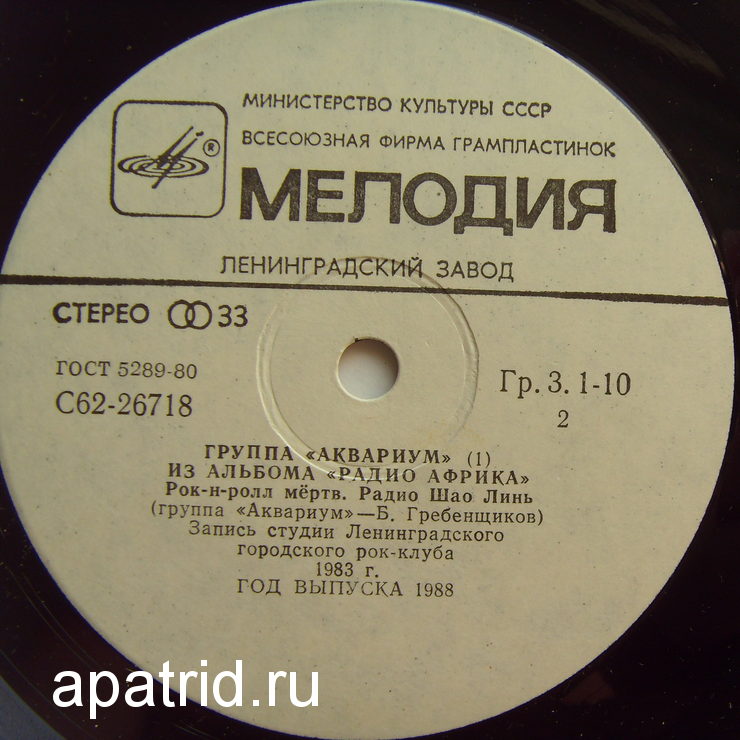 МИНИСТЕРСТВО КУЛЬТУРЫ СССР
ВСЕСОЮЗНАЯ ФИРМА ГРАМПЛАСТИНОК
®
МЕЛОДИЯ
ЛЕНИНГРАДСКИЙ ЗАВОД
СТЕРЕО 33
ГОСТ 5289-80
С62-26718
Гр. 3. 1-10
2
ГРУППА «АКВАРИУМ» (1)
ИЗ АЛЬБОМА «РАДИО АФРИКА»
Рок-н-ролл мёртв. Радио Шао Линь
(группа «Аквариум»—Б. Гребенщиков)
Запись студии Ленинградского
городского рок-клуба
1983 г.
ГОД ВЫПУСКА 1988
apatrid.ru